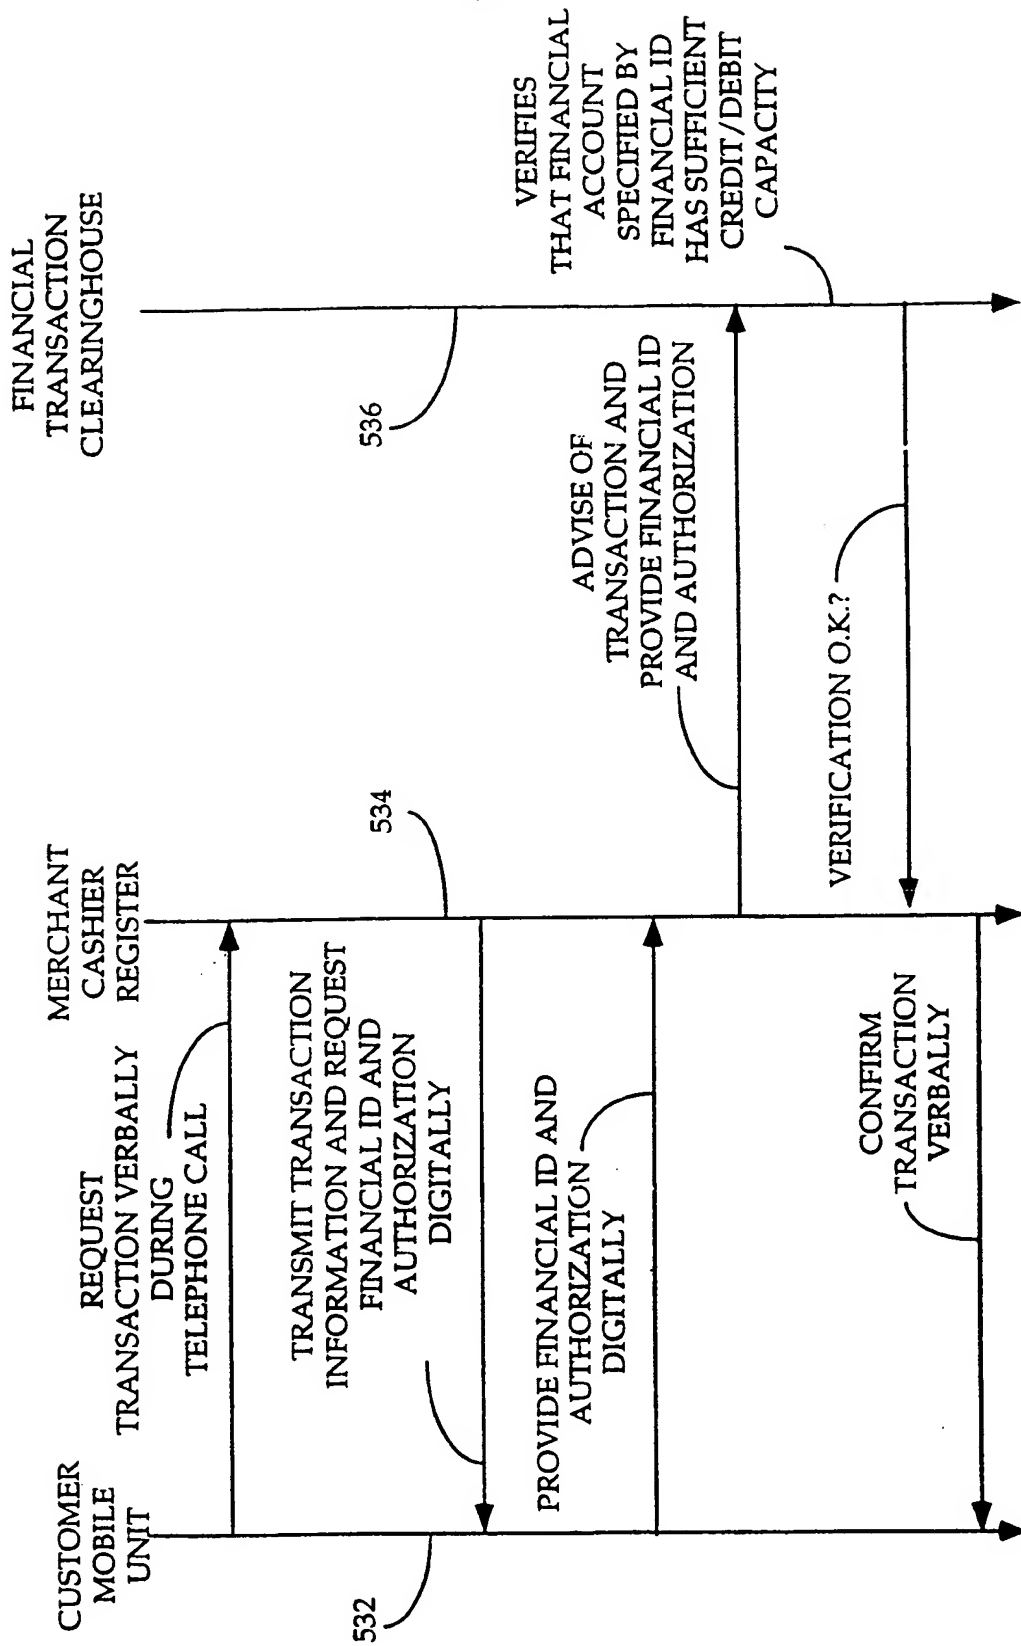 CUSTOMER
MOBILE
UNIT
MERCHANT
CASHIER
REGISTER
FINANCIAL
TRANSACTION
CLEARINGHOUSE
REQUEST
TRANSACTION VERBALLY
DURING
TELEPHONE CALL
532
534
536
TRANSMIT TRANSACTION
INFORMATION AND REQUEST
FINANCIAL ID AND
AUTHORIZATION
DIGITALLY
PROVIDE FINANCIAL ID AND
AUTHORIZATION
DIGITALLY
ADVISE OF
TRANSACTION AND
PROVIDE FINANCIAL ID
AND AUTHORIZATION
VERIFIES
THAT FINANCIAL
ACCOUNT
SPECIFIED BY
FINANCIAL ID
HAS SUFFICIENT
CREDIT/DEBIT
CAPACITY
VERIFICATION O.K.?
CONFIRM
TRANSACTION
VERBALLY